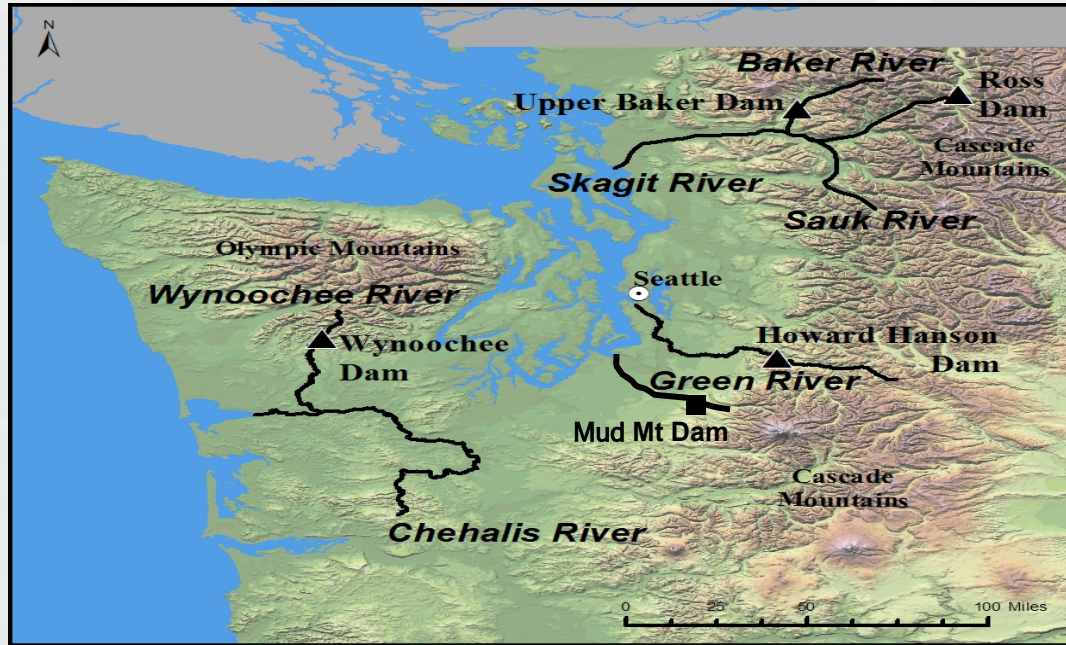 N
Baker River
Upper Baker Dam
Ross
Dam
Cascade
Mountains
Skagit River
Sauk River
Olympic Mountains
Wynoochee River
Seattle
Wynoochee
Dam
Howard Hanson
Dam
Green River
Mud Mt Dam
Cascade
Mountains
Chehalis River
0 25 50 100 Miles